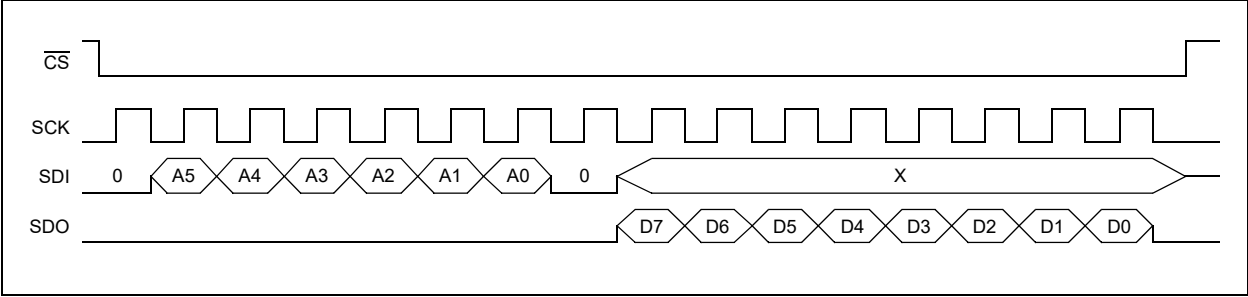 CS
SCK
SDI 0 A5 A4 A3 A2 A1 A0 0 X
SDO D7 D6 D5 D4 D3 D2 D1 D0